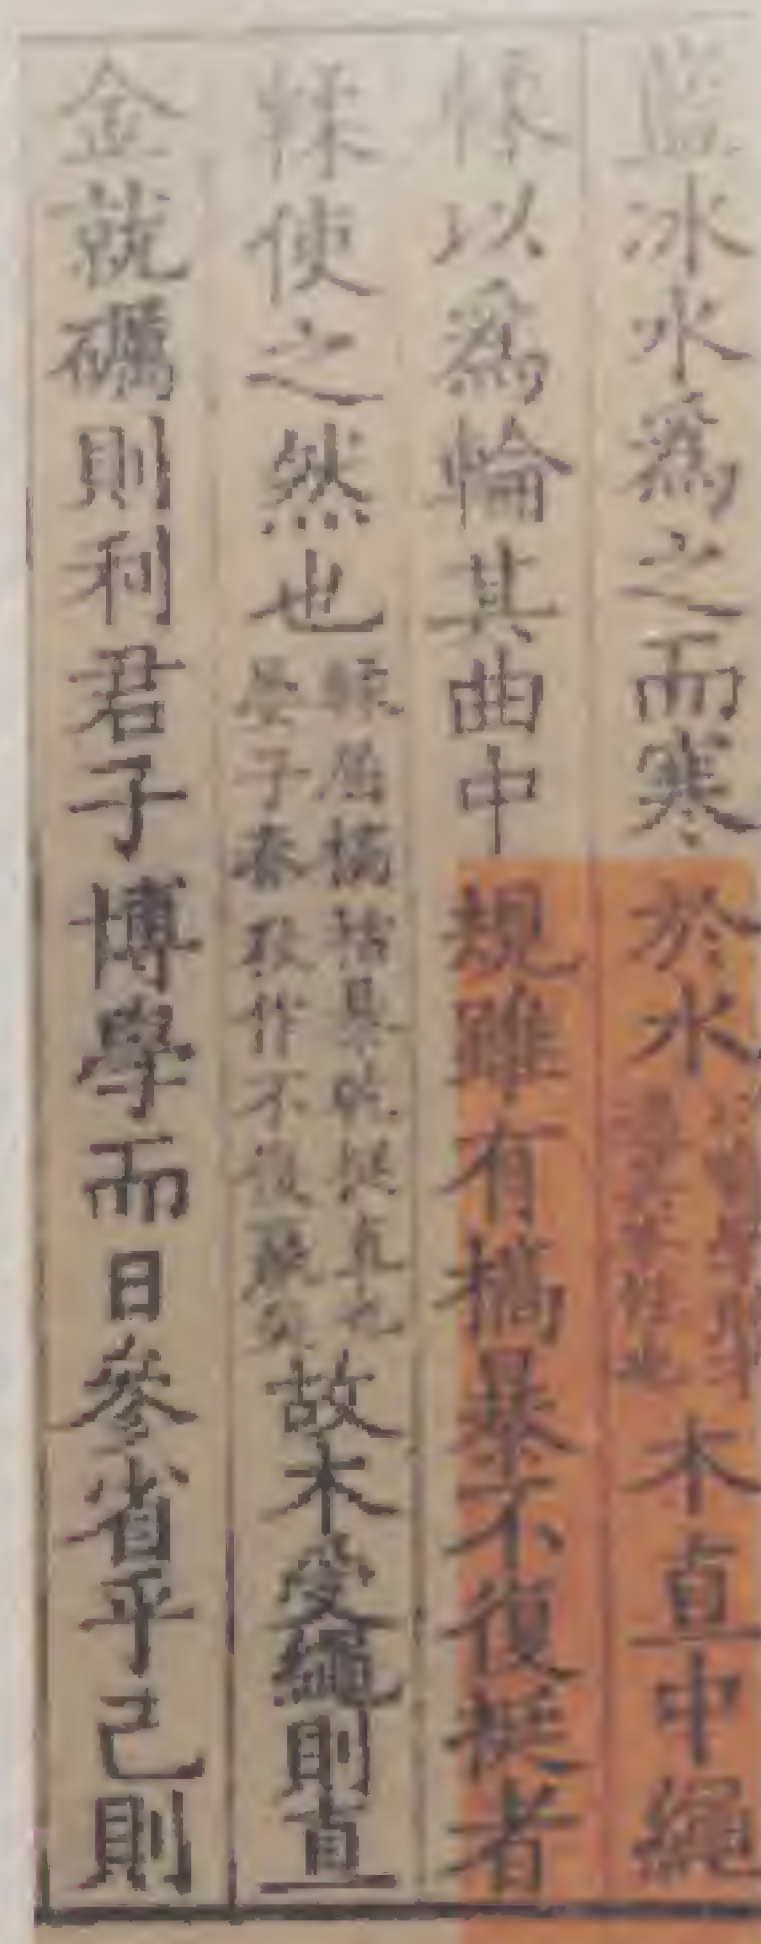 藍冰水爲之而寒於水木直中繩
輮以爲輪其曲中規雖有槁暴不復挺者
輮使之然也輮屈槁枯暴乾挺直也晏子春秋作不復贏矣故木受繩則直
金就礪則利君子博學而日參省乎己則